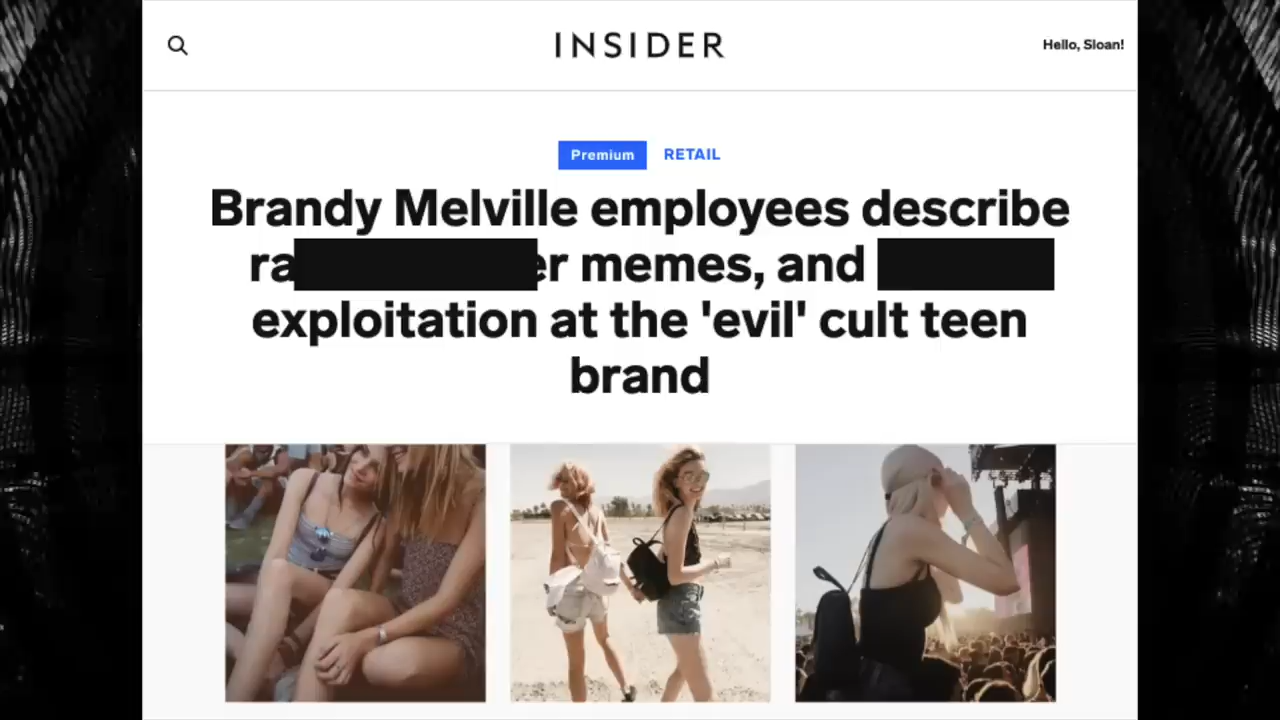 INSIDER
Hello, Sloan!
Premium RETAIL
Brandy Melville employees describe
ra er memes, and
exploitation at the 'evil' cult teen
brand